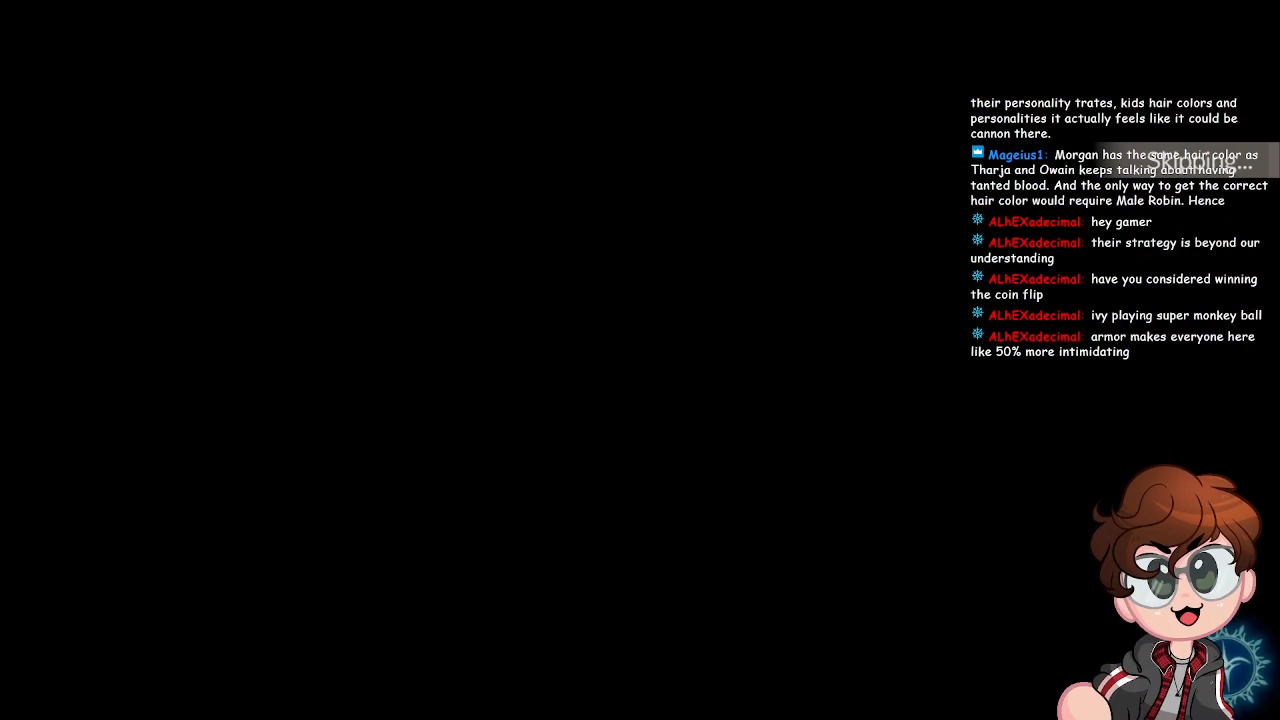 their personality trates, kids hair colors and
personalities it actually feels like it could be
cannon there.
Mageius1: Morgan has the same hair color as
Skipping...
Tharja and Owain keeps talking about having
tanted blood. And the only way to get the correct
hair color would require Male Robin. Hence
ALhEXadecimal: hey gamer
ALhEXadecimal: their strategy is beyond our
understanding
ALhEXadecimal: have you considered winning
the coin flip
ALhEXadecimal: ivy playing super monkey ball
ALhEXadecimal: armor makes everyone here
like 50% more intimidating